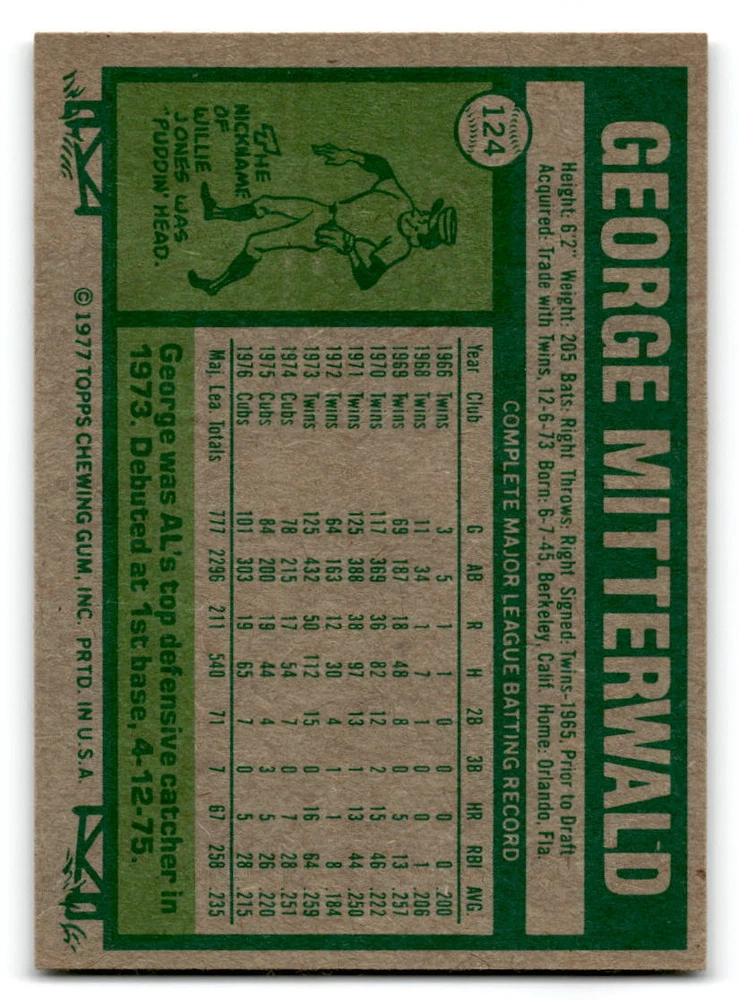 124
GEORGE MITTERWALD
Height: 6'2" Weight: 205 Bats: Right Throws: Right Signed: Twins-1965, Prior to Draft
Acquired: Trade with Twins, 12-6-73 Born: 6-7-45, Berkeley, Calif. Home: Orlando, Fla.
THE
NICKNAME
OF
WILLIE
JONES WAS
"PUDDIN' HEAD.
COMPLETE MAJOR LEAGUE BATTING RECORD
Year Club G AB R H 2B 3B HR RBI AVG
1966 Twins 3 5 1 1 0 0 0 0 .200
1968 Twins 11 34 1 7 1 0 0 1 .206
1969 Twins 69 187 18 48 8 0 5 13 .257
1970 Twins 117 369 36 82 12 2 15 46 .222
1971 Twins 125 388 38 97 13 1 13 44 .250
1972 Twins 64 163 12 30 4 1 1 8 .184
1973 Twins 125 432 50 112 15 0 16 64 .259
1974 Cubs 78 215 17 54 7 0 7 28 .251
1975 Cubs 84 200 19 44 4 3 5 26 .220
1976 Cubs 101 303 19 65 7 0 5 28 .215
Maj. Lea Totals 777 2296 211 540 71 7 67 258 .235
George was AL's top defensive catcher in
1973. Debuted at 1st base, 4-12-75.
© 1977 TOPPS CHEWING GUM, INC. PRTD. IN U.S.A.